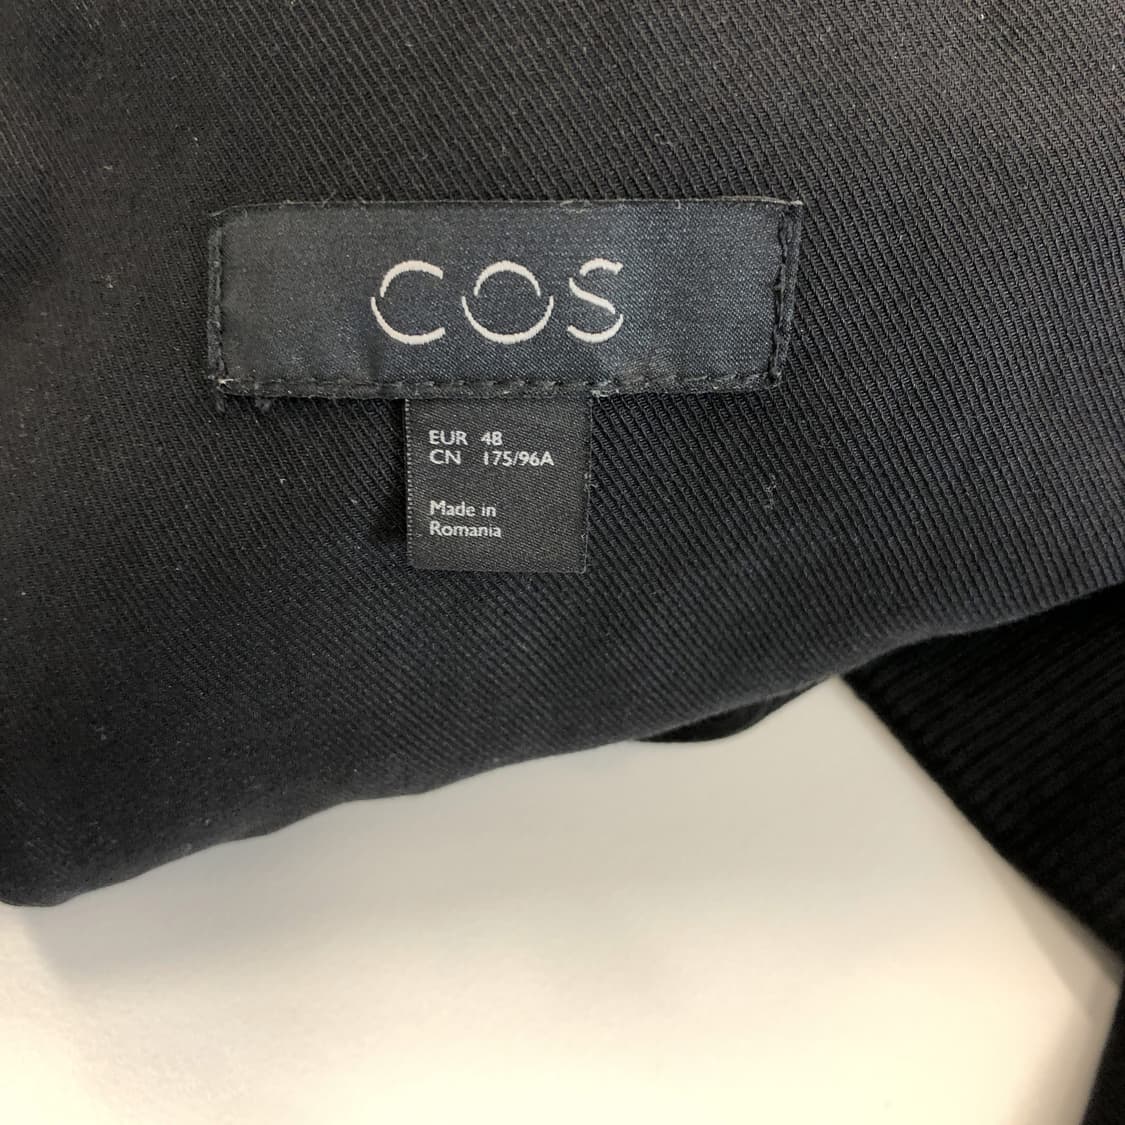 COS
EUR 48
CN 175/96A
Made in
Romania